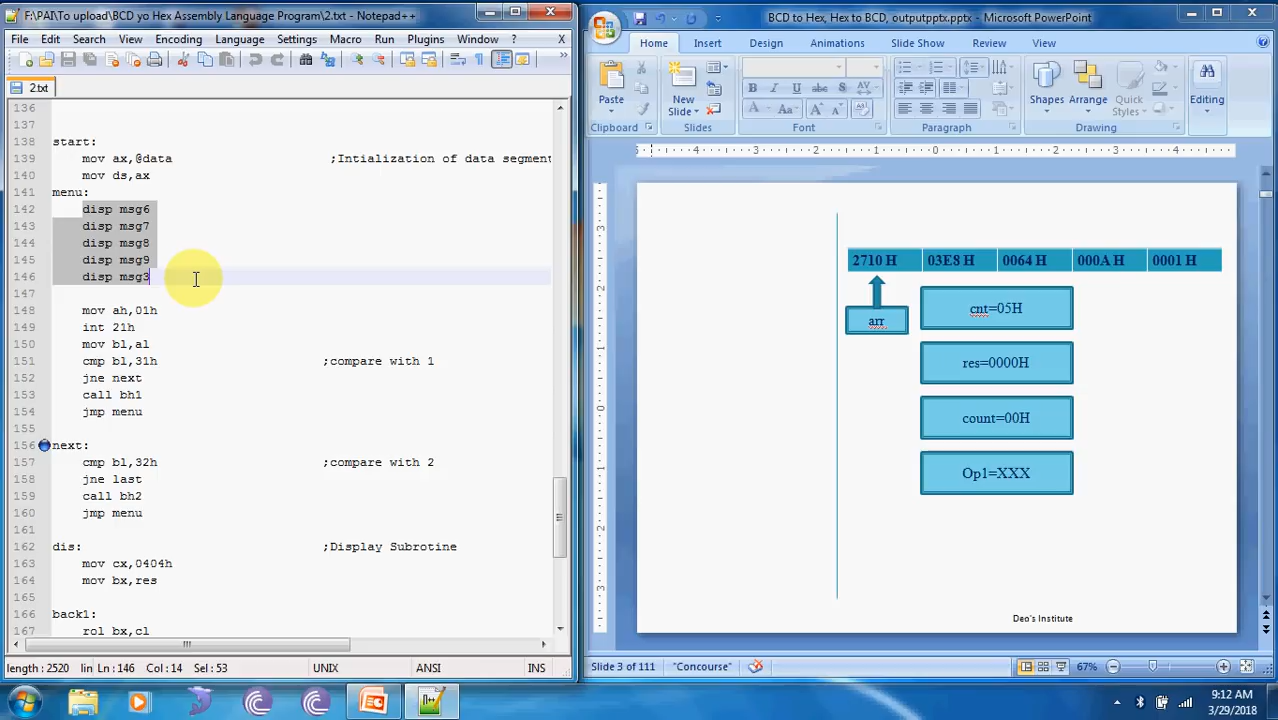 F:\PAI\To upload\BCD yo Hex Assembly Language Program\2.txt - Notepad++
File Edit Search View Encoding Language Settings Macro Run Plugins Window ? X
2.txt
136
137
138 start:
139 mov ax,@data ;Intialization of data segment
140 mov ds,ax
141 menu:
142 disp msg6
143 disp msg7
144 disp msg8
145 disp msg9
146 disp msg3
147
148 mov ah,01h
149 int 21h
150 mov bl,al
151 cmp bl,31h ;compare with 1
152 jne next
153 call bh1
154 jmp menu
155
156 next:
157 cmp bl,32h ;compare with 2
158 jne last
159 call bh2
160 jmp menu
161
162 dis: ;Display Subrotine
163 mov cx,0404h
164 mov bx,res
165
166 back1:
167 rol bx,cl
length : 2520 lin Ln : 146 Col : 14 Sel : 53 UNIX ANSI INS
BCD to Hex, Hex to BCD, outputpptx.pptx - Microsoft PowerPoint
Home Insert Design Animations Slide Show Review View
Paste
New Slides
Shapes Arrange Quick Styles
Editing
Clipboard Slides Font Paragraph Drawing
2710 H 03E8 H 0064 H 000A H 0001 H
arr
cnt=05H
res=0000H
count=00H
Op1=XXX
Deo's Institute
Slide 3 of 111 "Concourse" 67%
9:12 AM
3/29/2018